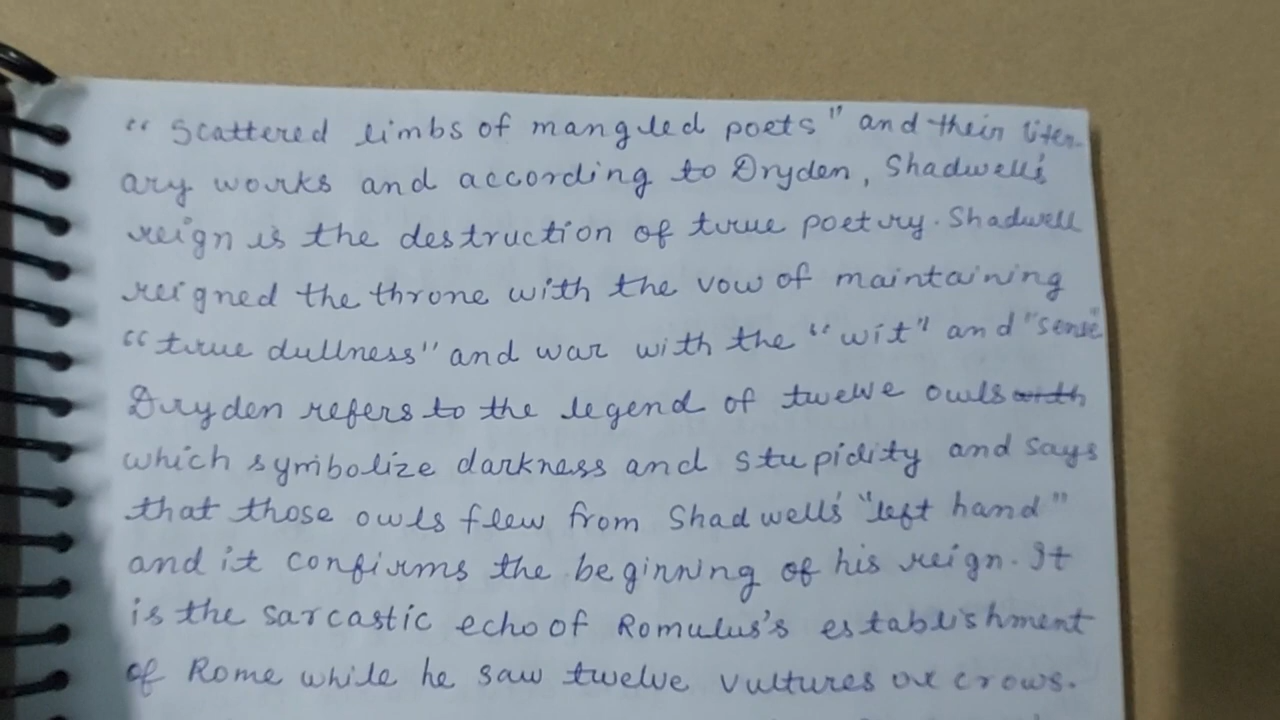 "Scattered limbs of mangled poets" and their liter-
ary works and according to Dryden, Shadwell's
reign is the destruction of true poetry. Shadwell
reigned the throne with the vow of maintaining
"true dullness" and war with the "wit" and "sense"
Dryden refers to the legend of twelve owls with
which symbolize darkness and stupidity and says
that those owls flew from Shadwell's "left hand"
and it confirms the beginning of his reign. It
is the sarcastic echo of Romulus's establishment
of Rome while he saw twelve vultures or crows.